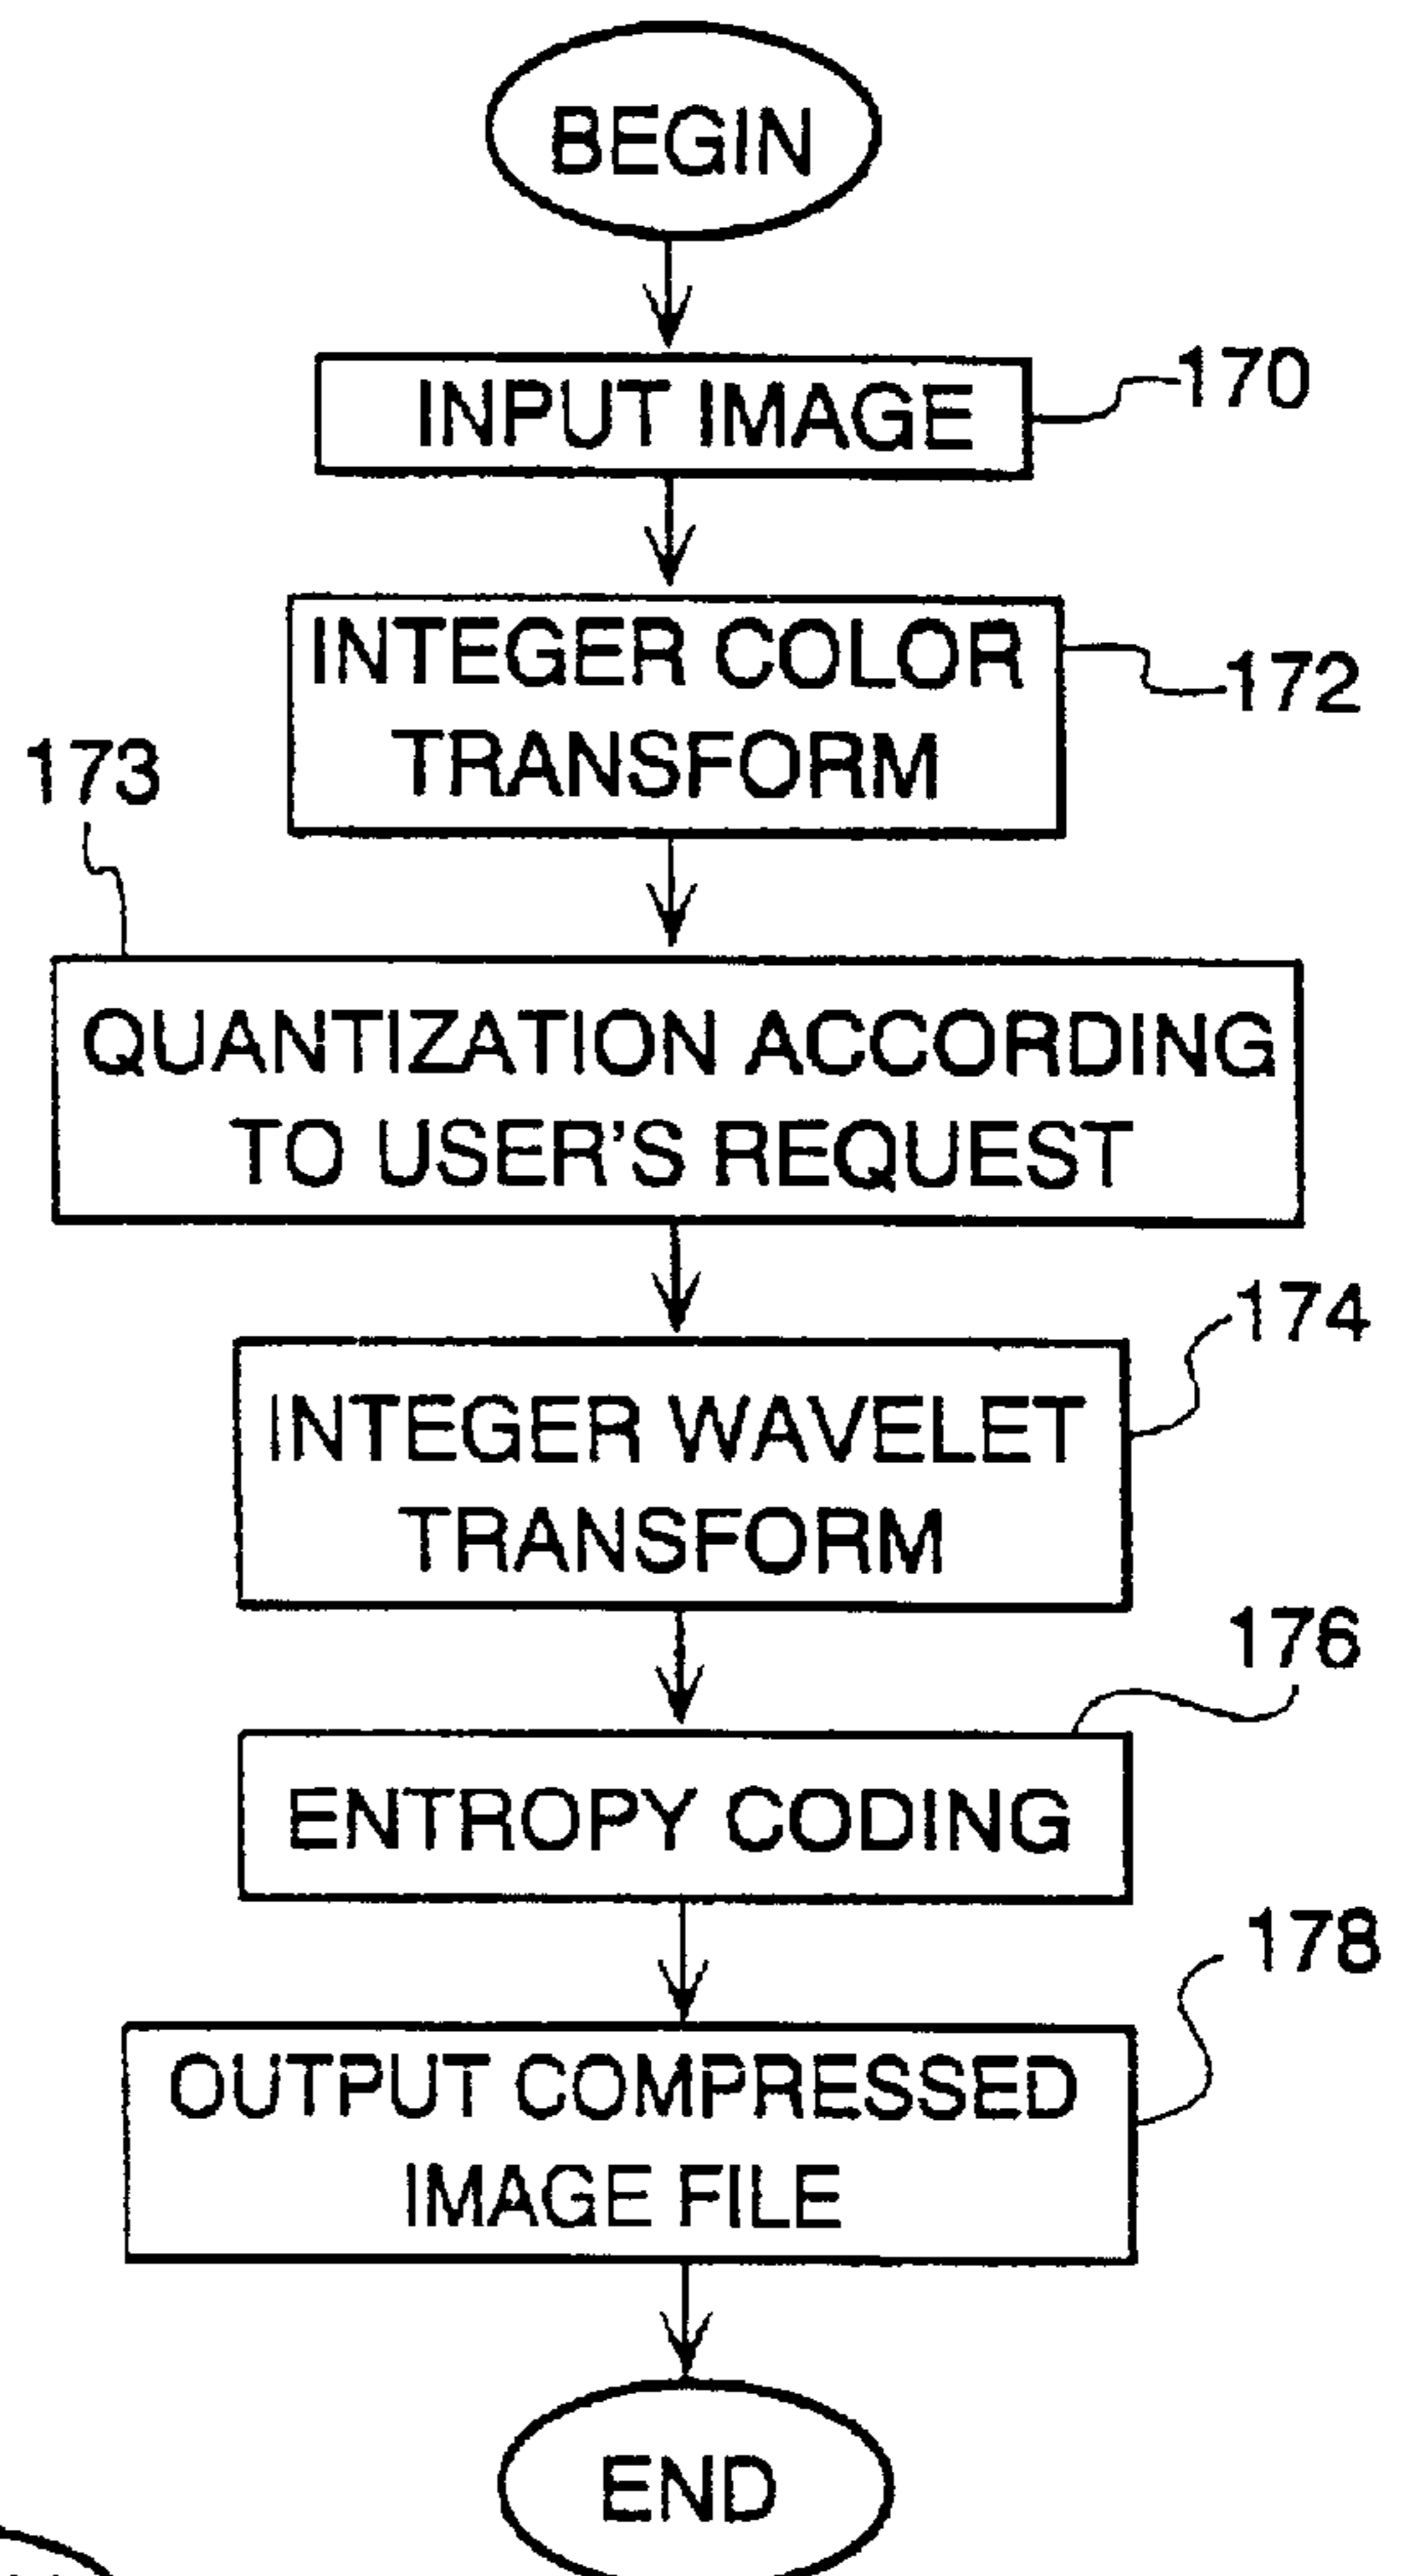 BEGIN
INPUT IMAGE
170
INTEGER COLOR
TRANSFORM
172
173
QUANTIZATION ACCORDING
TO USER'S REQUEST
174
INTEGER WAVELET
TRANSFORM
176
ENTROPY CODING
178
OUTPUT COMPRESSED
IMAGE FILE
END